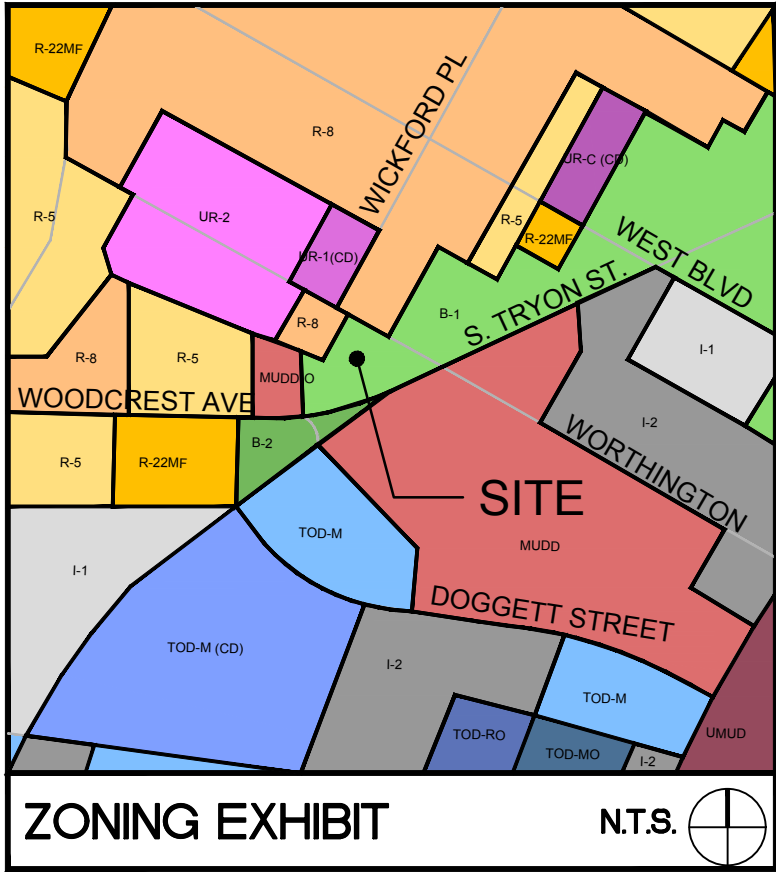 R-22MF
WICKFORD PL
R-8
UR-C (CD)
R-5
UR-2
R-5
R-22MF
WEST BLVD
UR-1(CD)
S. TRYON ST.
B-1
R-8
R-8
R-5
I-1
MUDD O
WOODCREST AVE
I-2
B-2
WORTHINGTON
R-5
R-22MF
SITE
TOD-M
MUDD
I-1
DOGGETT STREET
TOD-M (CD)
I-2
TOD-M
TOD-RO
UMUD
TOD-MO
I-2
ZONING EXHIBIT
N.T.S.